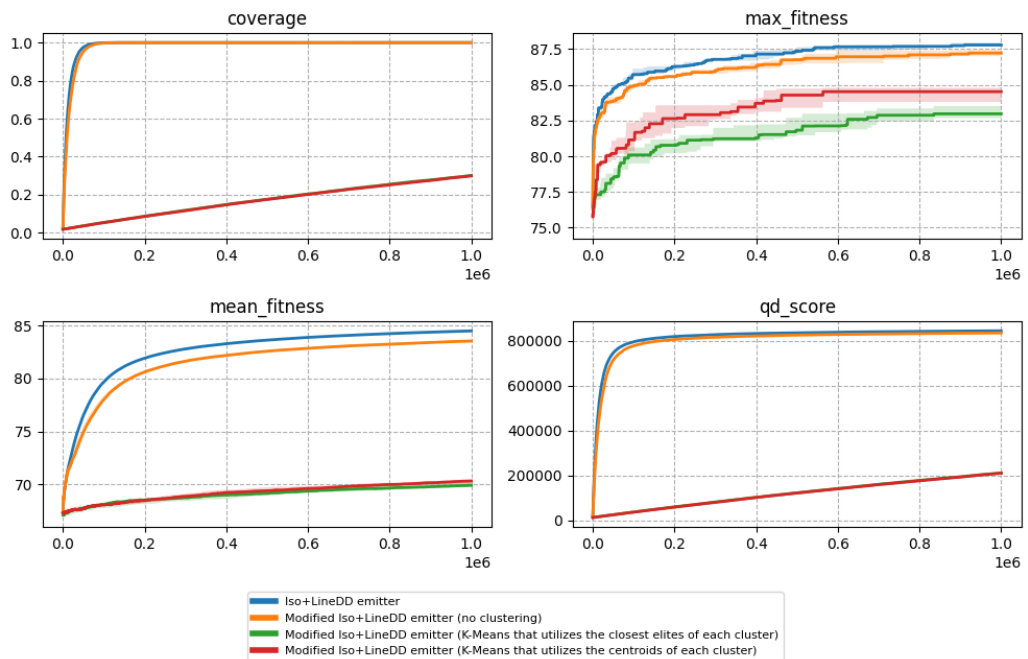 coverage
1.0
0.8
0.6
0.4
0.2
0.0
0.0 0.2 0.4 0.6 0.8 1.0
1e6
max_fitness
87.5
85.0
82.5
80.0
77.5
75.0
0.0 0.2 0.4 0.6 0.8 1.0
1e6
mean_fitness
85
80
75
70
0.0 0.2 0.4 0.6 0.8 1.0
1e6
qd_score
800000
600000
400000
200000
0
0.0 0.2 0.4 0.6 0.8 1.0
1e6
Iso+LineDD emitter
Modified Iso+LineDD emitter (no clustering)
Modified Iso+LineDD emitter (K-Means that utilizes the closest elites of each cluster)
Modified Iso+LineDD emitter (K-Means that utilizes the centroids of each cluster)